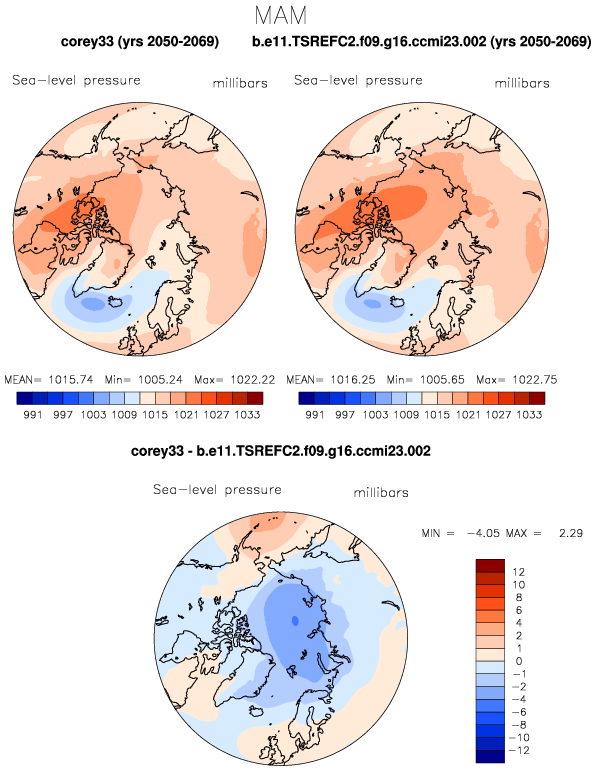 MAM
corey33 (yrs 2050-2069) b.e11.TSREFC2.f09.g16.ccmi23.002 (yrs 2050-2069)
Sea-level pressure millibars Sea-level pressure millibars
MEAN= 1015.74 Min= 1005.24 Max= 1022.22 MEAN= 1016.25 Min= 1005.65 Max= 1022.75
991 997 1003 1009 1015 1021 1027 1033 991 997 1003 1009 1015 1021 1027 1033
corey33 - b.e11.TSREFC2.f09.g16.ccmi23.002
Sea-level pressure millibars
MIN = -4.05 MAX = 2.29
12
10
8
6
4
2
1
0
-1
-2
-4
-6
-8
-10
-12